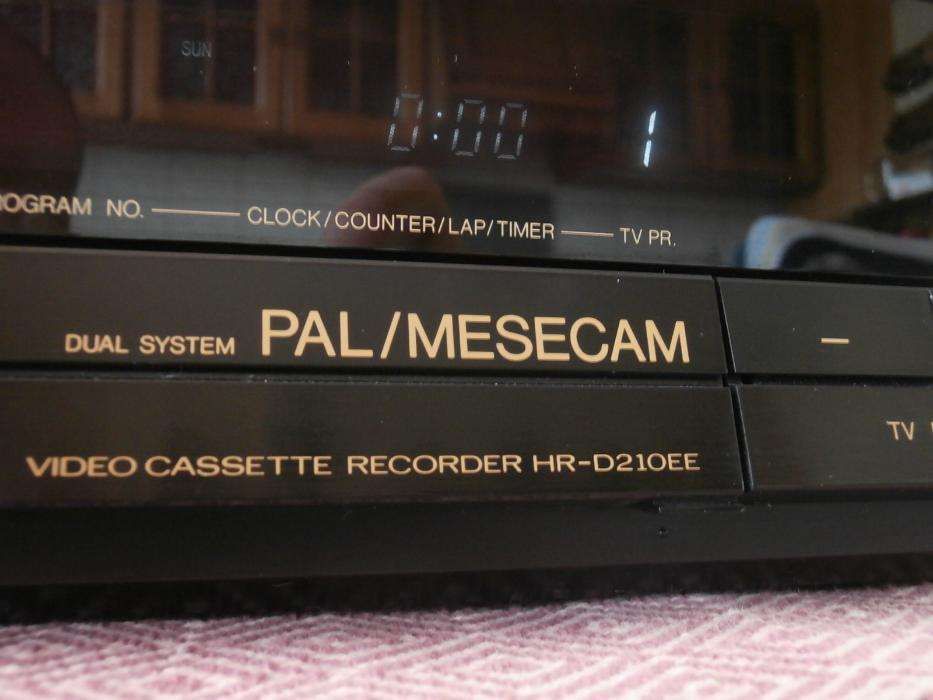 SUN
0:00 1
OGRAM NO. CLOCK/COUNTER/LAP/TIMER TV PR.
DUAL SYSTEM PAL/MESECAM –
TV
VIDEO CASSETTE RECORDER HR-D210EE